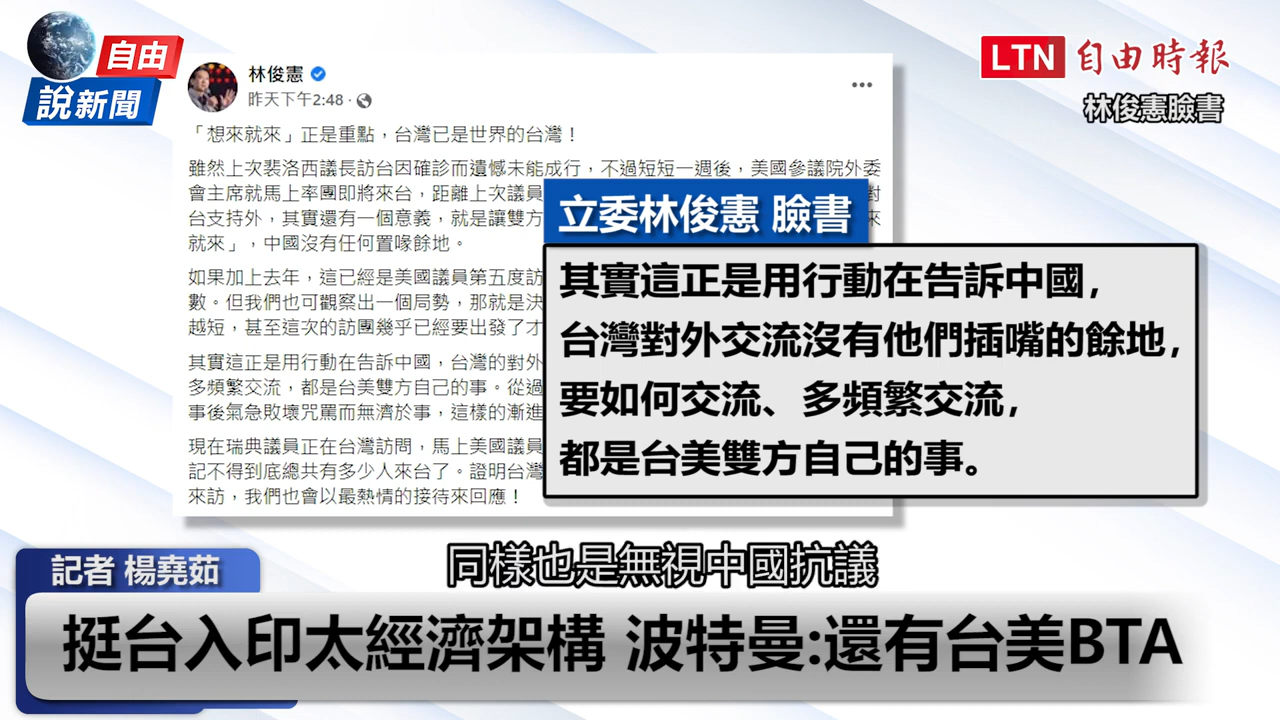 自由
說新聞
LTN 自由時報
林俊憲臉書
林俊憲
昨天下午2:48
「想來就來」正是重點，台灣已是世界的台灣！
雖然上次裴洛西議長訪台因確診而遺憾未能成行，不過短短一週後，美國參議院外委
會主席就馬上率團即將來台，距離上次議員
對
台支持外，其實還有一個意義，就是讓雙方
來
就來」，中國沒有任何置喙餘地。
如果加上去年，這已經是美國議員第五度訪
數。但我們也可觀察出一個局勢，那就是決
越短，甚至這次的訪團幾乎已經要出發了才
其實這正是用行動在告訴中國，台灣的對外
多頻繁交流，都是台美雙方自己的事。從過
事後氣急敗壞咒罵而無濟於事，這樣的漸進
現在瑞典議員正在台灣訪問，馬上美國議員
記不得到底總共有多少人來台了。證明台灣
來訪，我們也會以最熱情的接待來回應！
立委林俊憲 臉書
其實這正是用行動在告訴中國，
台灣對外交流沒有他們插嘴的餘地，
要如何交流、多頻繁交流，
都是台美雙方自己的事。
同樣也是無視中國抗議
記者 楊堯茹
挺台入印太經濟架構 波特曼:還有台美BTA